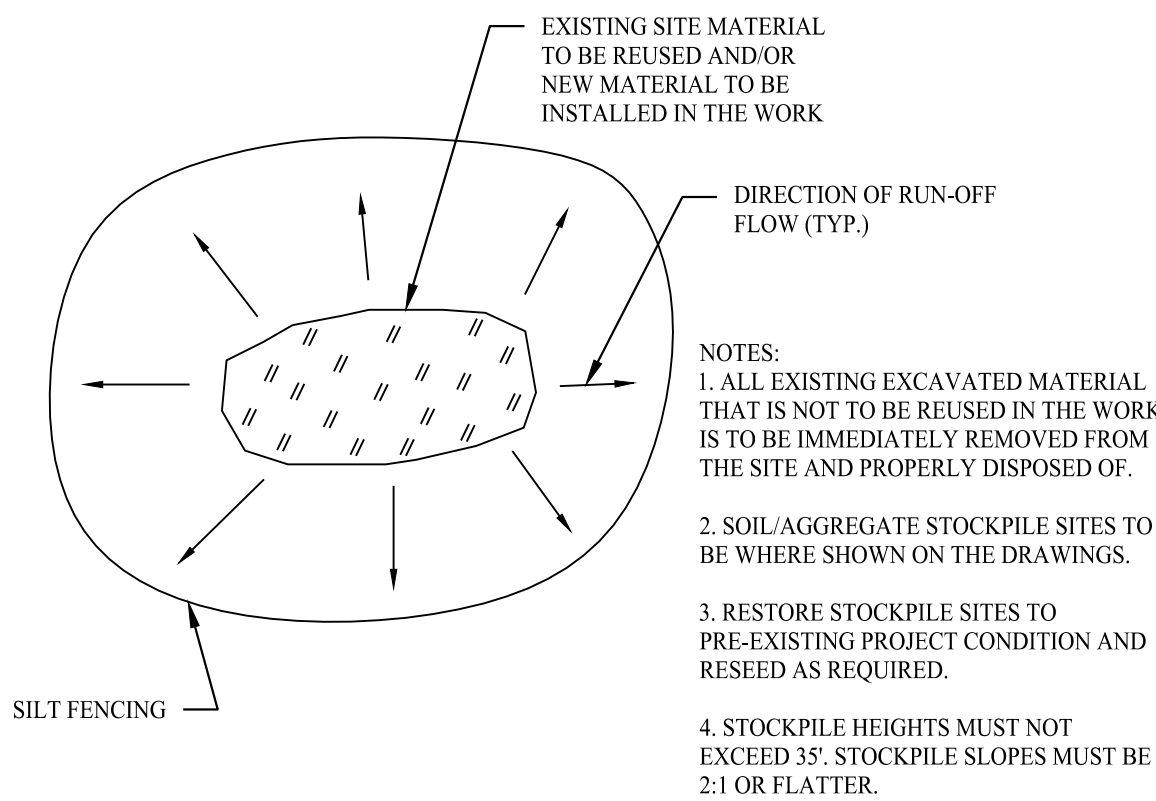 EXISTING SITE MATERIAL
TO BE REUSED AND/OR
NEW MATERIAL TO BE
INSTALLED IN THE WORK
DIRECTION OF RUN-OFF
FLOW (TYP.)
NOTES:
1. ALL EXISTING EXCAVATED MATERIAL
THAT IS NOT TO BE REUSED IN THE WORK
IS TO BE IMMEDIATELY REMOVED FROM
THE SITE AND PROPERLY DISPOSED OF.
2. SOIL/AGGREGATE STOCKPILE SITES TO
BE WHERE SHOWN ON THE DRAWINGS.
3. RESTORE STOCKPILE SITES TO
PRE-EXISTING PROJECT CONDITION AND
RESEED AS REQUIRED.
SILT FENCING
4. STOCKPILE HEIGHTS MUST NOT
EXCEED 35'. STOCKPILE SLOPES MUST BE
2:1 OR FLATTER.